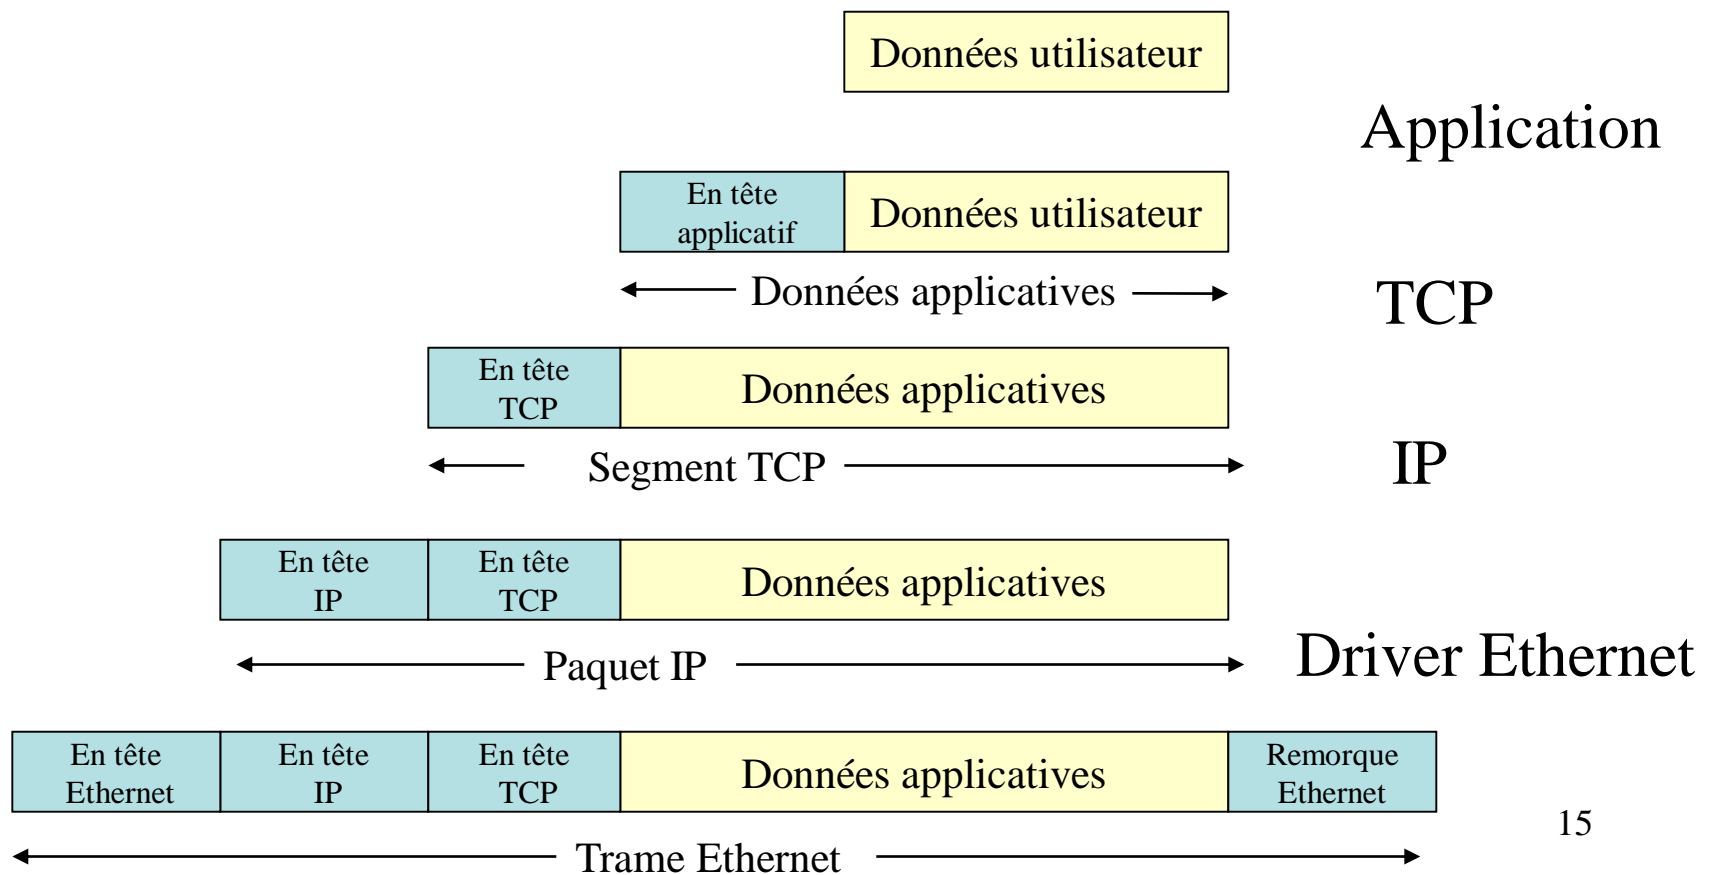 Données utilisateur
Application
En tête
applicatif
Données utilisateur
Données applicatives
TCP
En tête
TCP
Données applicatives
Segment TCP
IP
En tête
IP
En tête
TCP
Données applicatives
Paquet IP
Driver Ethernet
En tête
Ethernet
En tête
IP
En tête
TCP
Données applicatives
Remorque
Ethernet
15
Trame Ethernet